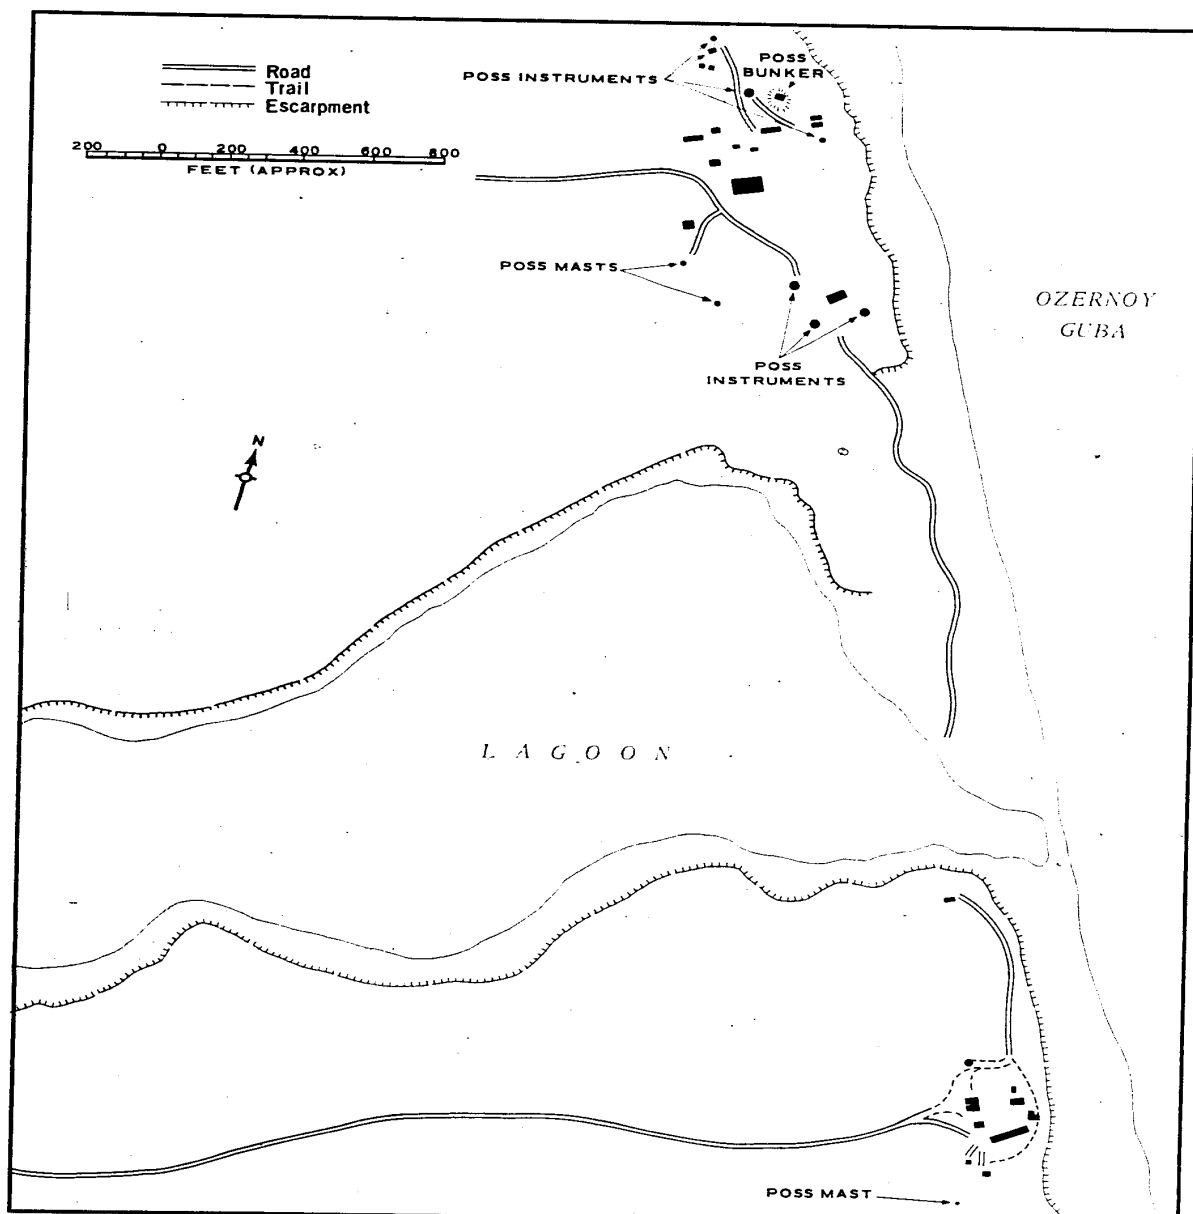 Road
Trail
Escarpment
200 0 200 400 600 800
FEET (APPROX)
POSS INSTRUMENTS
POSS
BUNKER
POSS MASTS
OZERNOY
GUBA
POSS
INSTRUMENTS
N
LAGOON
POSS MAST